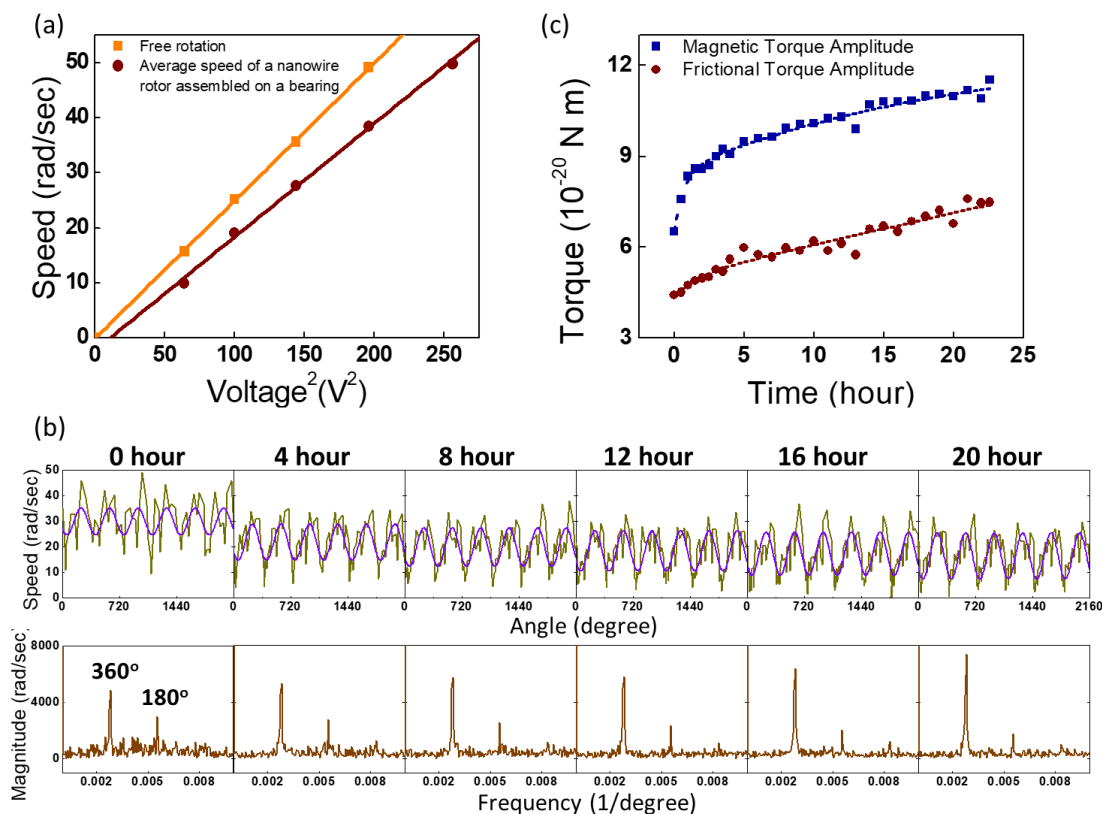 (a)
50
40
30
20
10
0
Speed (rad/sec)
Free rotation
Average speed of a nanowire
rotor assembled on a bearing
0 50 100 150 200 250
Voltage²(V²)
(c)
12
9
6
3
Torque (10⁻²⁰ N m)
Magnetic Torque Amplitude
Frictional Torque Amplitude
0 5 10 15 20 25
Time (hour)
(b)
0 hour 4 hour 8 hour 12 hour 16 hour 20 hour
50
40
30
20
10
0
Speed (rad/sec)
0 720 1440 0 720 1440 0 720 1440 0 720 1440 0 720 1440 0 720 1440 2160
Angle (degree)
8000
4000
0
Magnitude (rad/sec)
360°
180°
0.002 0.005 0.008 0.002 0.005 0.008 0.002 0.005 0.008 0.002 0.005 0.008 0.002 0.005 0.008 0.002 0.005 0.008
Frequency (1/degree)